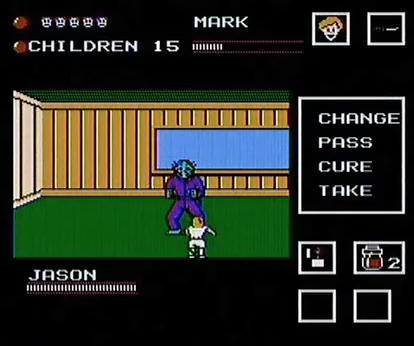 MARK
CHILDREN 15
CHANGE
PASS
CURE
TAKE
2
JASON